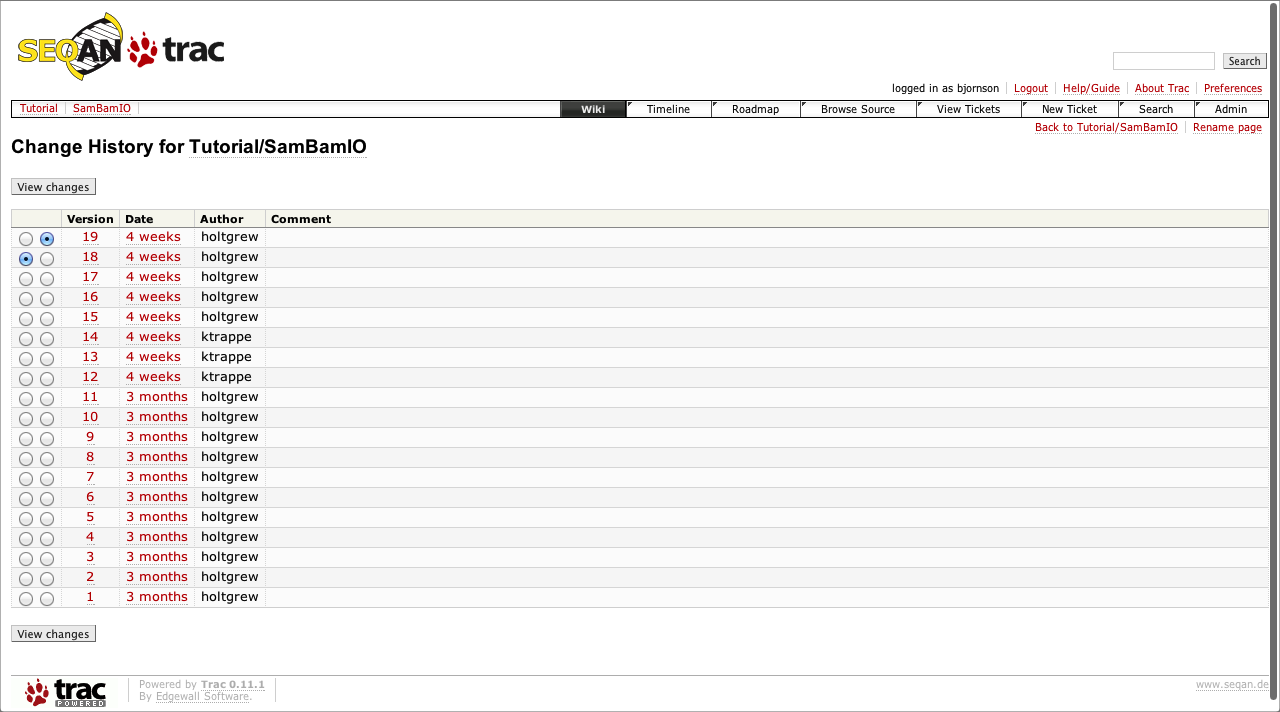 SEQAN trac
Search
logged in as bjornson Logout Help/Guide About Trac Preferences
Tutorial SamBamIO Wiki Timeline Roadmap Browse Source View Tickets New Ticket Search Admin
Back to Tutorial/SamBamIO Rename page
Change History for Tutorial/SamBamIO
View changes
Version Date Author Comment
19 4 weeks holtgrew
18 4 weeks holtgrew
17 4 weeks holtgrew
16 4 weeks holtgrew
15 4 weeks holtgrew
14 4 weeks ktrappe
13 4 weeks ktrappe
12 4 weeks ktrappe
11 3 months holtgrew
10 3 months holtgrew
9 3 months holtgrew
8 3 months holtgrew
7 3 months holtgrew
6 3 months holtgrew
5 3 months holtgrew
4 3 months holtgrew
3 3 months holtgrew
2 3 months holtgrew
1 3 months holtgrew
View changes
trac POWERED
Powered by Trac 0.11.1
By Edgewall Software.
www.seqan.de